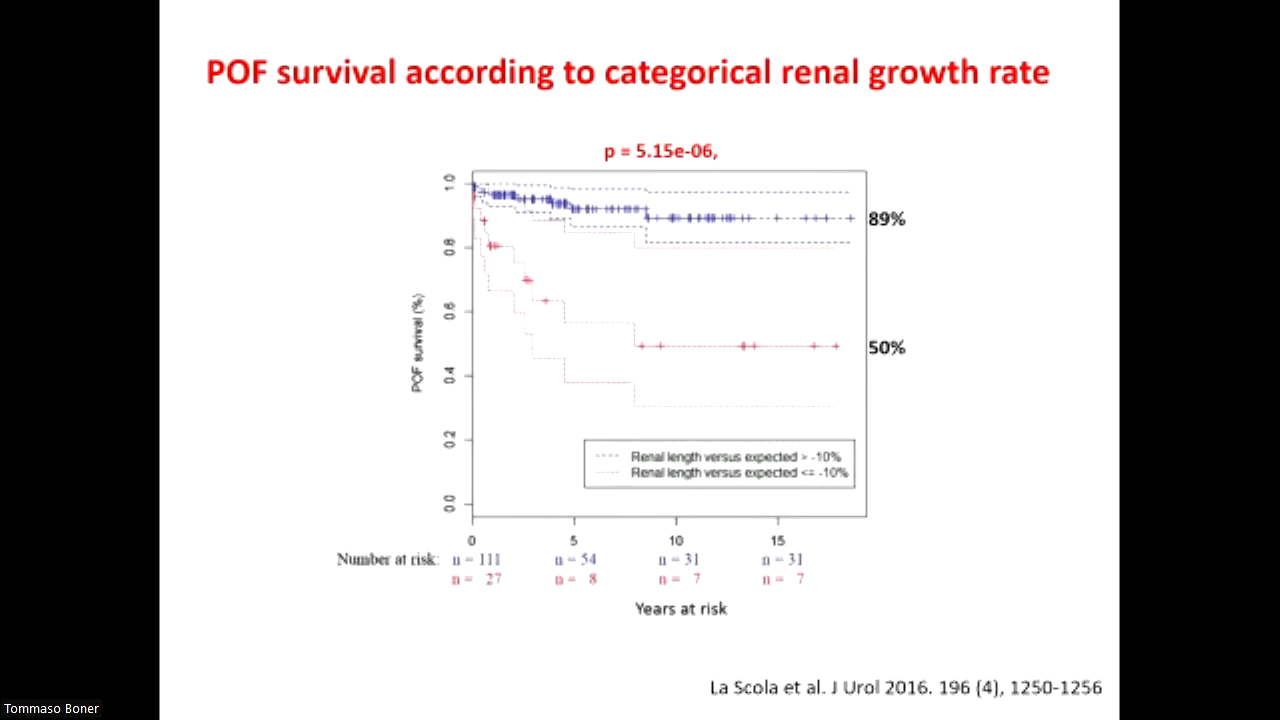 POF survival according to categorical renal growth rate
p = 5.15e-06,
1.0
0.8
0.6
0.4
0.2
0.0
POF survival (%)
89%
50%
Renal length versus expected > -10%
Renal length versus expected <= -10%
0 5 10 15
Number at risk: n = 111 n = 54 n = 31 n = 31
n = 27 n = 8 n = 7 n = 7
Years at risk
La Scola et al. J Urol 2016. 196 (4), 1250-1256
Tommaso Boner